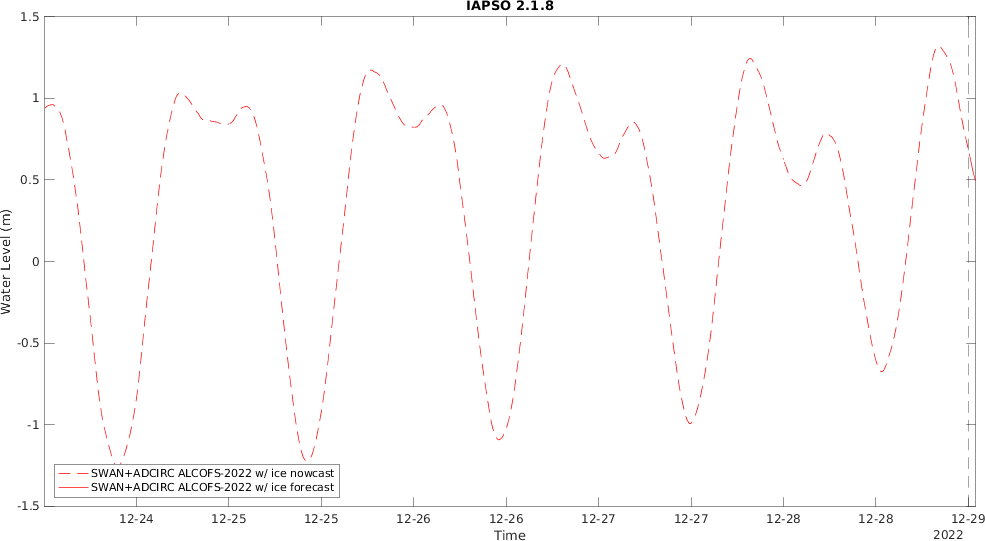 IAPSO 2.1.8
1.5
1
0.5
0
-0.5
-1
-1.5
Water Level (m)
SWAN+ADCIRC ALCOFS-2022 w/ ice nowcast
SWAN+ADCIRC ALCOFS-2022 w/ ice forecast
12-24 12-25 12-25 12-26 12-26 12-27 12-27 12-28 12-28 12-29
Time 2022